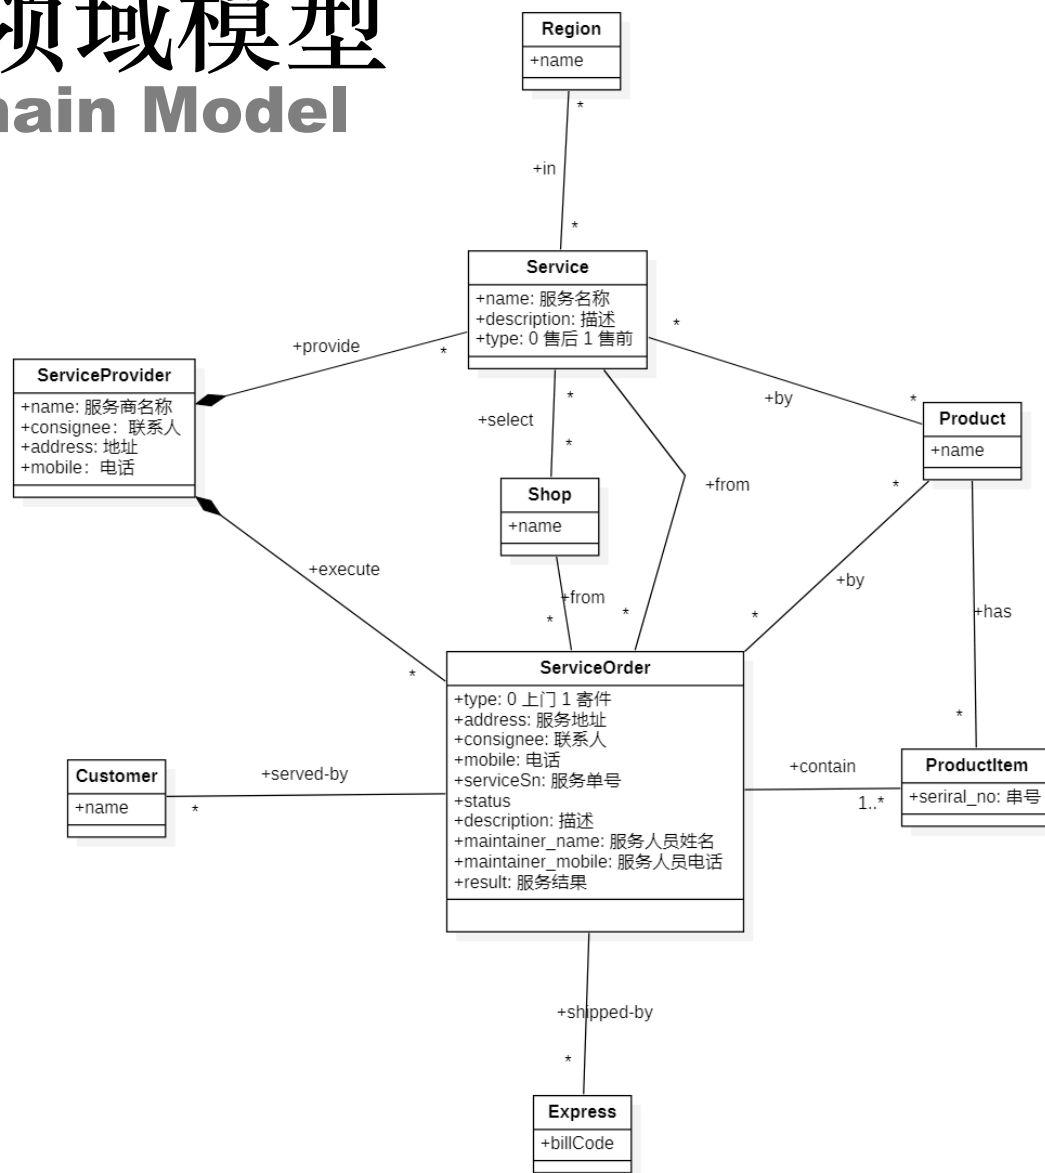 领域模型
main Model
Region
+name
*
+in
*
Service
+name: 服务名称
+description: 描述
+type: 0 售后 1 售前
+provide
*
*
ServiceProvider
+name: 服务商名称
+consignee: 联系人
+address: 地址
+mobile: 电话
*
+select
*
+by
*
Product
+name
Shop
+name
+from
*
+execute
+by
+from
*
*
*
+has
*
*
ServiceOrder
+type: 0 上门 1 寄件
+address: 服务地址
+consignee: 联系人
+mobile: 电话
+serviceSn: 服务单号
+status
+description: 描述
+maintainer_name: 服务人员姓名
+maintainer_mobile: 服务人员电话
+result: 服务结果
Customer
+name
+served-by
*
+contain
1..*
ProductItem
+seriral_no: 串号
+shipped-by
*
Express
+billCode